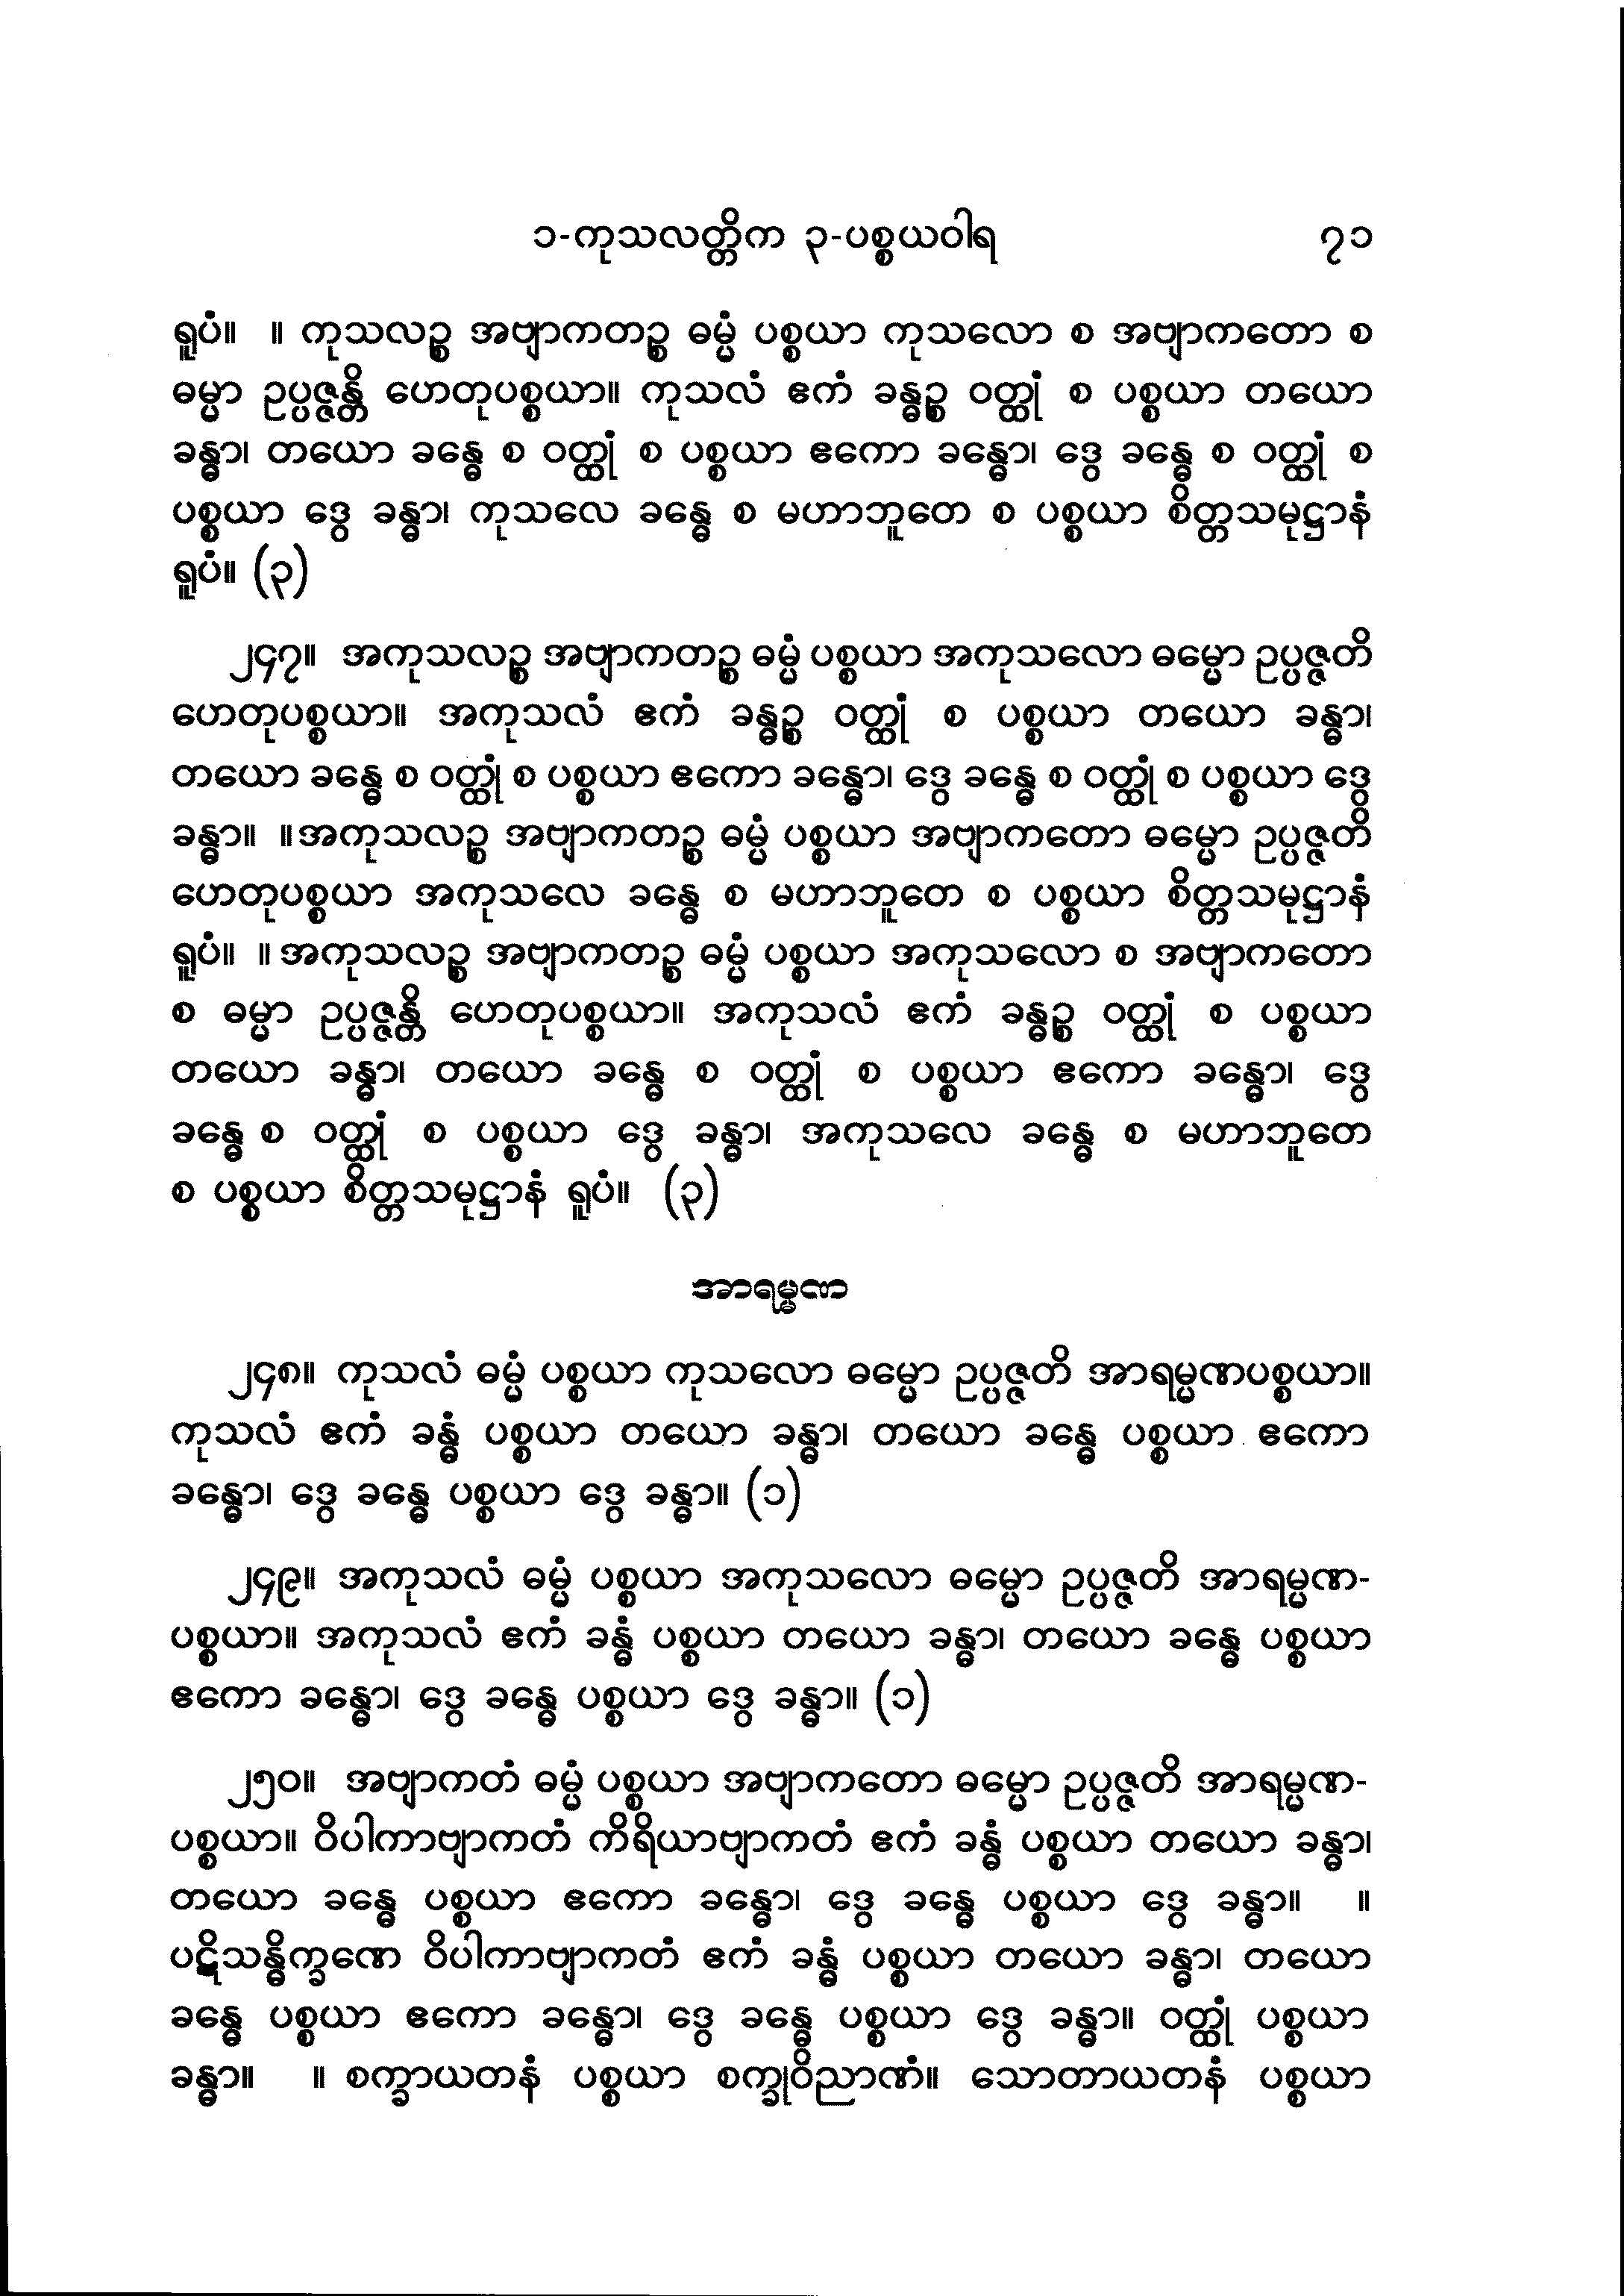 ၁-ကုသလတ္တိက ၃-ပစ္စယဝါရ ၇၁
ရူပံ။ ။ ကုသလဉ္စ အဗျာကတဉ္စ ဓမ္မံ ပစ္စယာ ကုသလော စ အဗျာကတော စ
ဓမ္မာ ဥပ္ပဇ္ဇန္တိ ဟေတုပစ္စယာ။ ကုသလံ ဧကံ ခန္ဓဉ္စ ဝတ္ထုံ စ ပစ္စယာ တယော
ခန္ဓာ၊ တယော ခန္ဓေ စ ဝတ္ထုံ စ ပစ္စယာ ဧကော ခန္ဓော၊ ဒွေ ခန္ဓေ စ ဝတ္ထုံ စ
ပစ္စယာ ဒွေ ခန္ဓာ၊ ကုသလေ ခန္ဓေ စ မဟာဘူတေ စ ပစ္စယာ စိတ္တသမုဋ္ဌာနံ
ရူပံ။ (၃)
၂၄၇။ အကုသလဉ္စ အဗျာကတဉ္စ ဓမ္မံ ပစ္စယာ အကုသလော ဓမ္မော ဥပ္ပဇ္ဇတိ
ဟေတုပစ္စယာ။ အကုသလံ ဧကံ ခန္ဓဉ္စ ဝတ္ထုံ စ ပစ္စယာ တယော ခန္ဓာ၊
တယော ခန္ဓေ စ ဝတ္ထုံ စ ပစ္စယာ ဧကော ခန္ဓော၊ ဒွေ ခန္ဓေ စ ဝတ္ထုံ စ ပစ္စယာ ဒွေ
ခန္ဓာ။ ။အကုသလဉ္စ အဗျာကတဉ္စ ဓမ္မံ ပစ္စယာ အဗျာကတော ဓမ္မော ဥပ္ပဇ္ဇတိ
ဟေတုပစ္စယာ အကုသလေ ခန္ဓေ စ မဟာဘူတေ စ ပစ္စယာ စိတ္တသမုဋ္ဌာနံ
ရူပံ။ ။ အကုသလဉ္စ အဗျာကတဉ္စ ဓမ္မံ ပစ္စယာ အကုသလော စ အဗျာကတော
စ ဓမ္မာ ဥပ္ပဇ္ဇန္တိ ဟေတုပစ္စယာ။ အကုသလံ ဧကံ ခန္ဓဉ္စ ဝတ္ထုံ စ ပစ္စယာ
တယော ခန္ဓာ၊ တယော ခန္ဓေ စ ဝတ္ထုံ စ ပစ္စယာ ဧကော ခန္ဓော၊ ဒွေ
ခန္ဓေ စ ဝတ္ထုံ စ ပစ္စယာ ဒွေ ခန္ဓာ၊ အကုသလေ ခန္ဓေ စ မဟာဘူတေ
စ ပစ္စယာ စိတ္တသမုဋ္ဌာနံ ရူပံ။ (၃)
အာရမ္မဏ
၂၄၈။ ကုသလံ ဓမ္မံ ပစ္စယာ ကုသလော ဓမ္မော ဥပ္ပဇ္ဇတိ အာရမ္မဏပစ္စယာ။
ကုသလံ ဧကံ ခန္ဓံ ပစ္စယာ တယော ခန္ဓာ၊ တယော ခန္ဓေ ပစ္စယာ ဧကော
ခန္ဓော၊ ဒွေ ခန္ဓေ ပစ္စယာ ဒွေ ခန္ဓာ။ (၁)
၂၄၉။ အကုသလံ ဓမ္မံ ပစ္စယာ အကုသလော ဓမ္မော ဥပ္ပဇ္ဇတိ အာရမ္မဏ-
ပစ္စယာ။ အကုသလံ ဧကံ ခန္ဓံ ပစ္စယာ တယော ခန္ဓာ၊ တယော ခန္ဓေ ပစ္စယာ
ဧကော ခန္ဓော၊ ဒွေ ခန္ဓေ ပစ္စယာ ဒွေ ခန္ဓာ။ (၁)
၂၅၀။ အဗျာကတံ ဓမ္မံ ပစ္စယာ အဗျာကတော ဓမ္မော ဥပ္ပဇ္ဇတိ အာရမ္မဏ-
ပစ္စယာ။ ဝိပါကာဗျာကတံ ကိရိယာဗျာကတံ ဧကံ ခန္ဓံ ပစ္စယာ တယော ခန္ဓာ၊
တယော ခန္ဓေ ပစ္စယာ ဧကော ခန္ဓော၊ ဒွေ ခန္ဓေ ပစ္စယာ ဒွေ ခန္ဓာ။ ။
ပဋိသန္ဓိက္ခဏေ ဝိပါကာဗျာကတံ ဧကံ ခန္ဓံ ပစ္စယာ တယော ခန္ဓာ၊ တယော
ခန္ဓေ ပစ္စယာ ဧကော ခန္ဓော၊ ဒွေ ခန္ဓေ ပစ္စယာ ဒွေ ခန္ဓာ။ ဝတ္ထုံ ပစ္စယာ
ခန္ဓာ။ ။ စက္ခာယတနံ ပစ္စယာ စက္ခုဝိညာဏံ။ သောတာယတနံ ပစ္စယာ